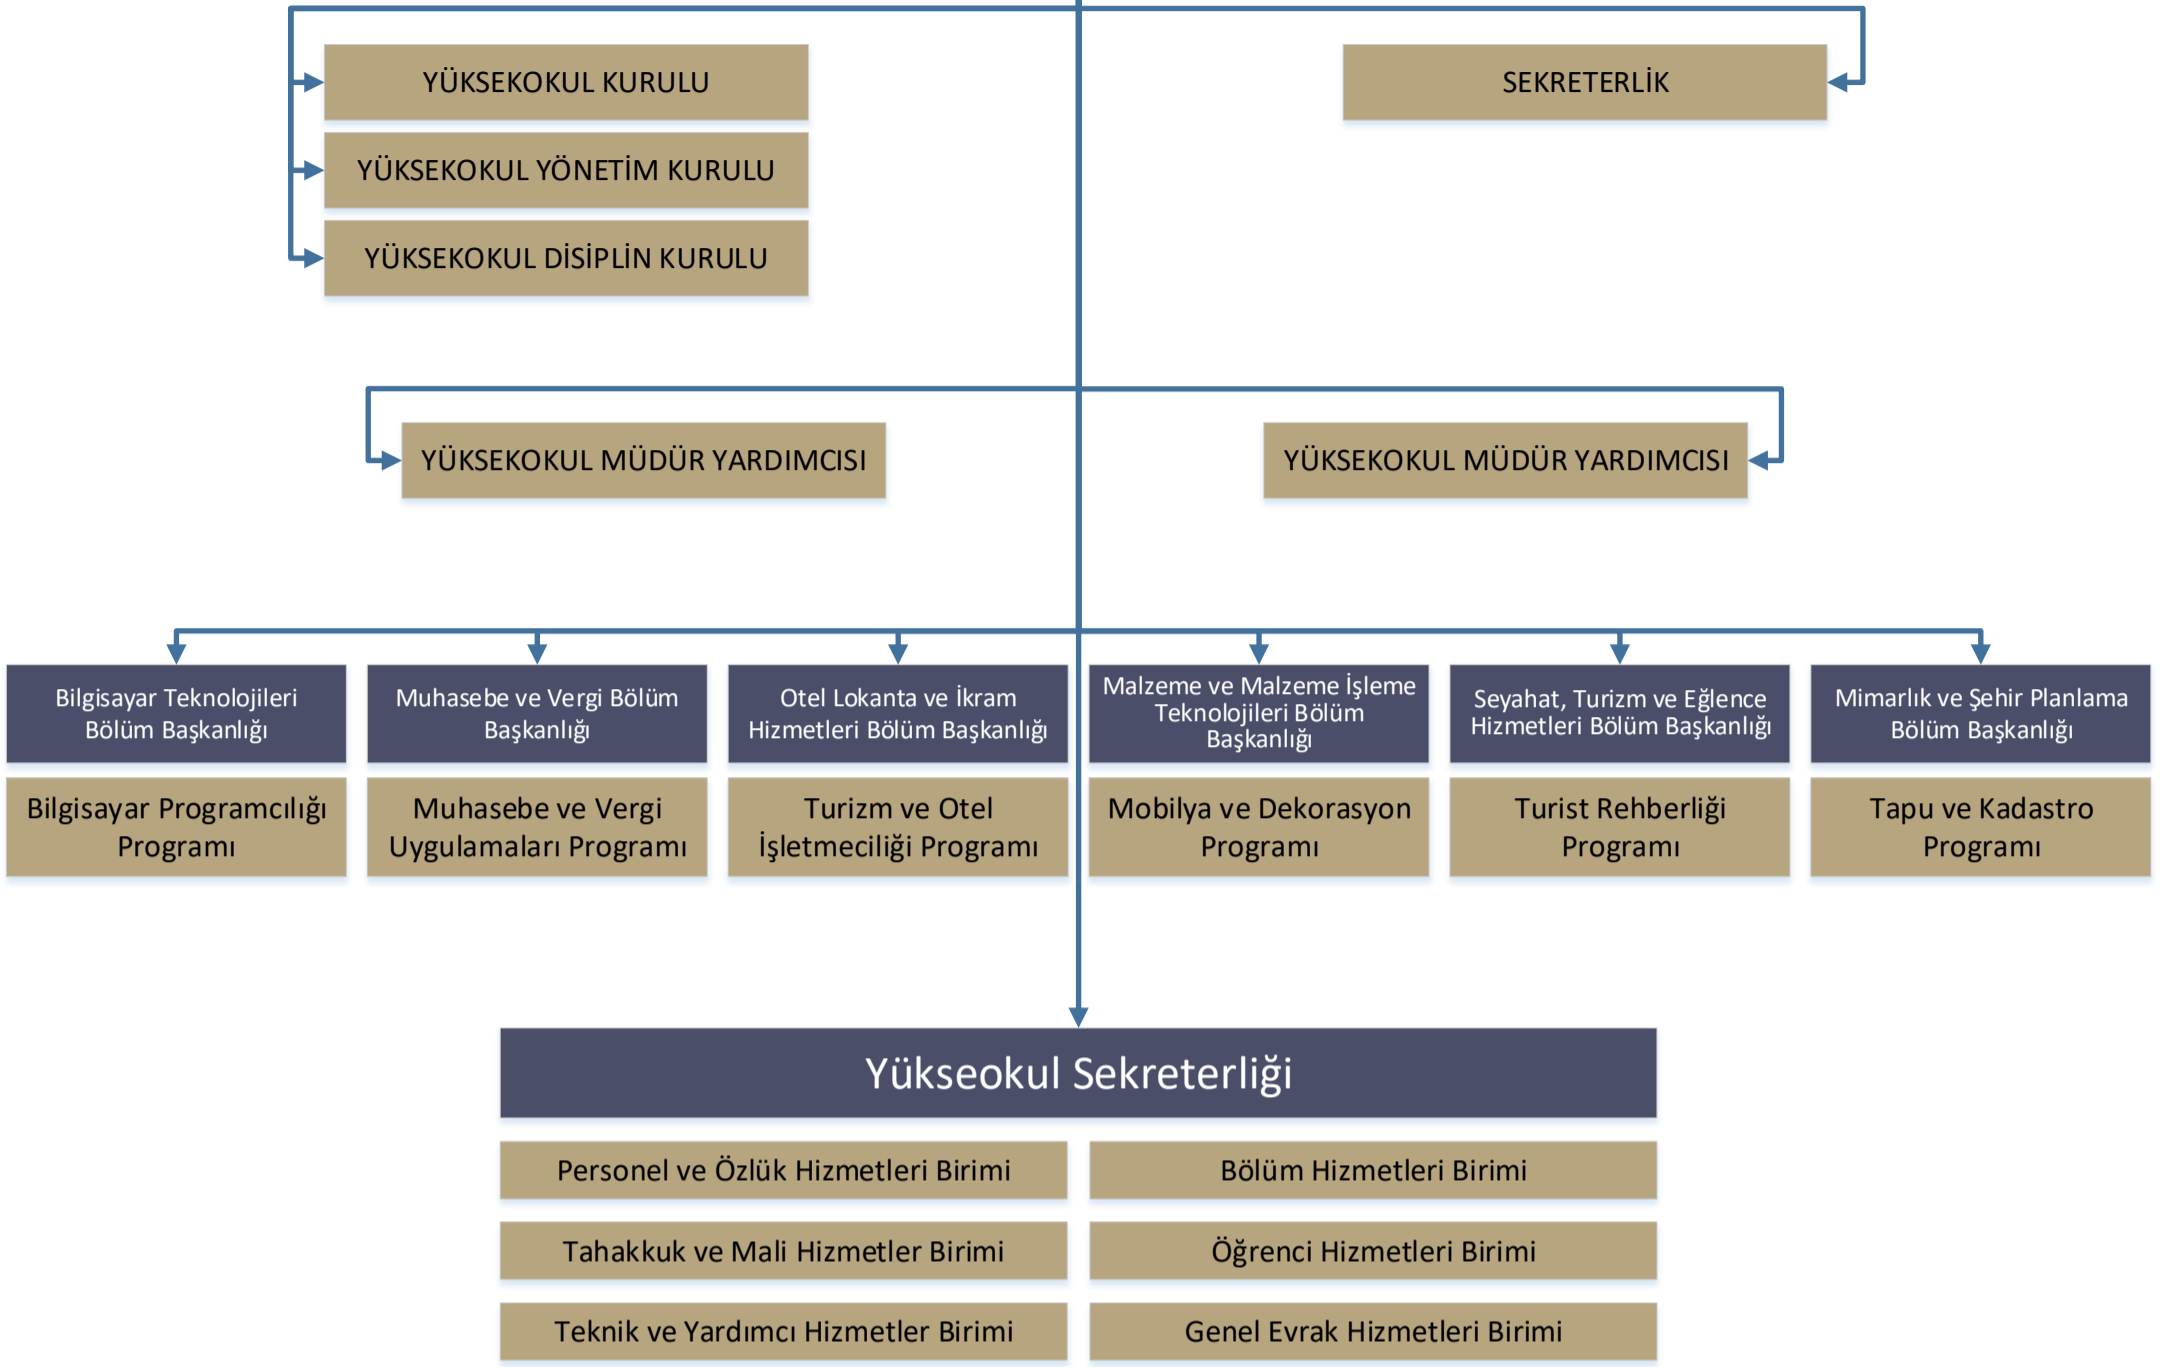 YÜKSEKOKUL KURULU
SEKRETERLİK
YÜKSEKOKUL YÖNETİM KURULU
YÜKSEKOKUL DİSİPLİN KURULU
YÜKSEKOKUL MÜDÜR YARDIMCISI
YÜKSEKOKUL MÜDÜR YARDIMCISI
Bilgisayar Teknolojileri
Bölüm Başkanlığı
Muhasebe ve Vergi Bölüm
Başkanlığı
Otel Lokanta ve İkram
Hizmetleri Bölüm Başkanlığı
Malzeme ve Malzeme İşleme
Teknolojileri Bölüm
Başkanlığı
Seyahat, Turizm ve Eğlence
Hizmetleri Bölüm Başkanlığı
Mimarlık ve Şehir Planlama
Bölüm Başkanlığı
Bilgisayar Programcılığı
Programı
Muhasebe ve Vergi
Uygulamaları Programı
Turizm ve Otel
İşletmeciliği Programı
Mobilya ve Dekorasyon
Programı
Turist Rehberliği
Programı
Tapu ve Kadastro
Programı
Yükseokul Sekreterliği
Personel ve Özlük Hizmetleri Birimi
Bölüm Hizmetleri Birimi
Tahakkuk ve Mali Hizmetler Birimi
Öğrenci Hizmetleri Birimi
Teknik ve Yardımcı Hizmetler Birimi
Genel Evrak Hizmetleri Birimi